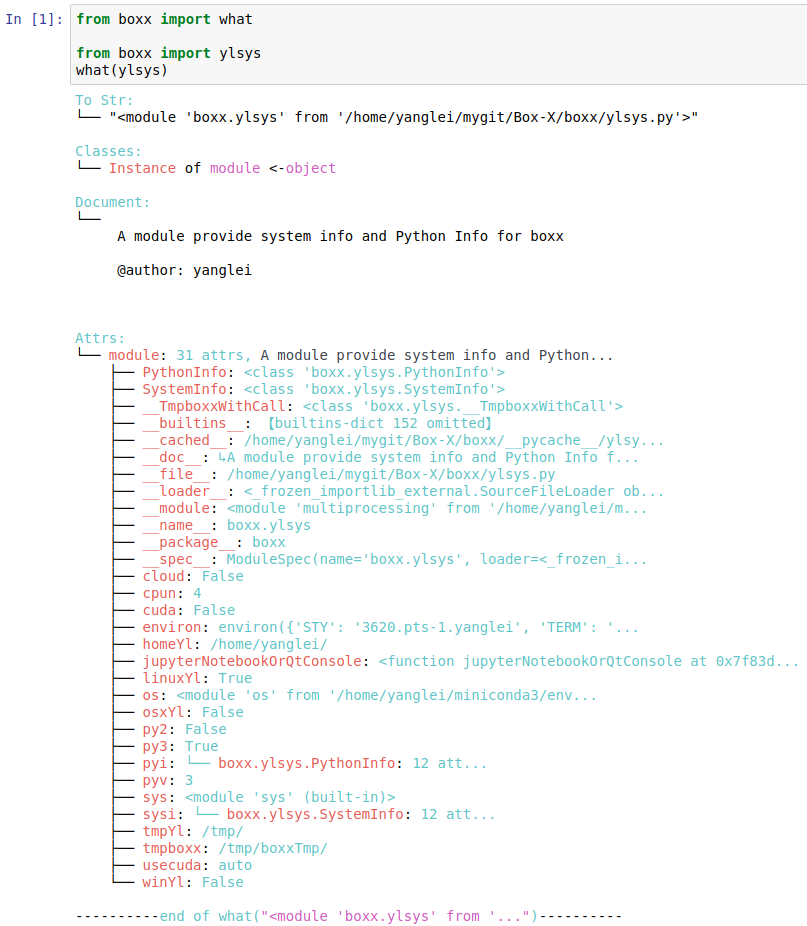 In [1]: from boxx import what
from boxx import ylsys
what(ylsys)
To Str:
└── "<module 'boxx.ylsys' from '/home/yanglei/mygit/Box-X/boxx/ylsys.py'>"
Classes:
└── Instance of module <-object
Document:
└──
A module provide system info and Python Info for boxx
@author: yanglei
Attrs:
└── module: 31 attrs, A module provide system info and Python...
├── PythonInfo: <class 'boxx.ylsys.PythonInfo'>
├── SystemInfo: <class 'boxx.ylsys.SystemInfo'>
├── __TmpboxxWithCall: <class 'boxx.ylsys.__TmpboxxWithCall'>
├── __builtins__: 【builtins-dict 152 omitted】
├── __cached__: /home/yanglei/mygit/Box-X/boxx/__pycache__/ylsy...
├── __doc__: ↳A module provide system info and Python Info f...
├── __file__: /home/yanglei/mygit/Box-X/boxx/ylsys.py
├── __loader__: <_frozen_importlib_external.SourceFileLoader ob...
├── __module: <module 'multiprocessing' from '/home/yanglei/m...
├── __name__: boxx.ylsys
├── __package__: boxx
├── __spec__: ModuleSpec(name='boxx.ylsys', loader=<_frozen_i...
├── cloud: False
├── cpun: 4
├── cuda: False
├── environ: environ({'STY': '3620.pts-1.yanglei', 'TERM': '...
├── homeYl: /home/yanglei/
├── jupyterNotebookOrQtConsole: <function jupyterNotebookOrQtConsole at 0x7f83d...
├── linuxYl: True
├── os: <module 'os' from '/home/yanglei/miniconda3/env...
├── osxYl: False
├── py2: False
├── py3: True
├── pyi: └── boxx.ylsys.PythonInfo: 12 att...
├── pyv: 3
├── sys: <module 'sys' (built-in)>
├── sysi: └── boxx.ylsys.SystemInfo: 12 att...
├── tmpYl: /tmp/
├── tmpboxx: /tmp/boxxTmp/
├── usecuda: auto
└── winYl: False
----------end of what("<module 'boxx.ylsys' from '...")----------